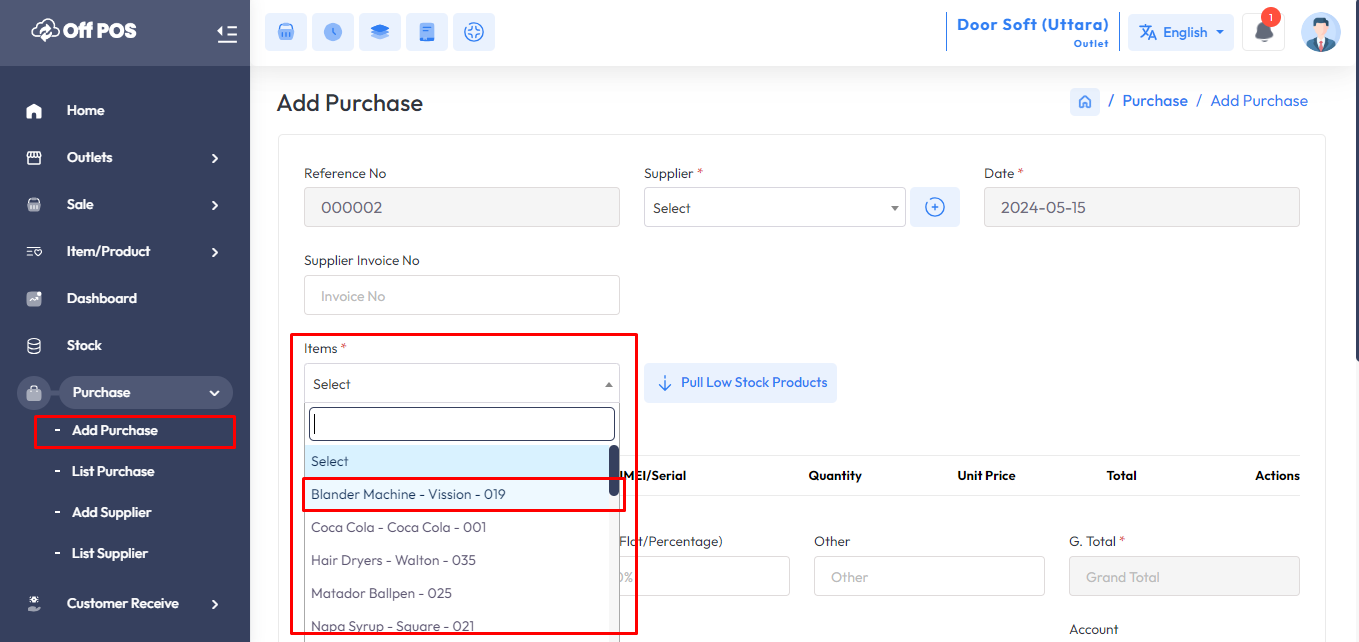 Off POS
Door Soft (Uttara)
Outlet
English
1
Home
Outlets
Sale
Item/Product
Dashboard
Stock
Purchase
- Add Purchase
- List Purchase
- Add Supplier
- List Supplier
Customer Receive
Add Purchase
/ Purchase / Add Purchase
Reference No
000002
Supplier *
Select
Date *
2024-05-15
Supplier Invoice No
Invoice No
Items *
Select
Pull Low Stock Products
Select
Blander Machine - Vission - 019
Coca Cola - Coca Cola - 001
Hair Dryers - Walton - 035
Matador Ballpen - 025
Napa Syrup - Square - 021
IMEI/Serial Quantity Unit Price Total Actions
Flat/Percentage)
0%
Other
Other
G. Total *
Grand Total
Account